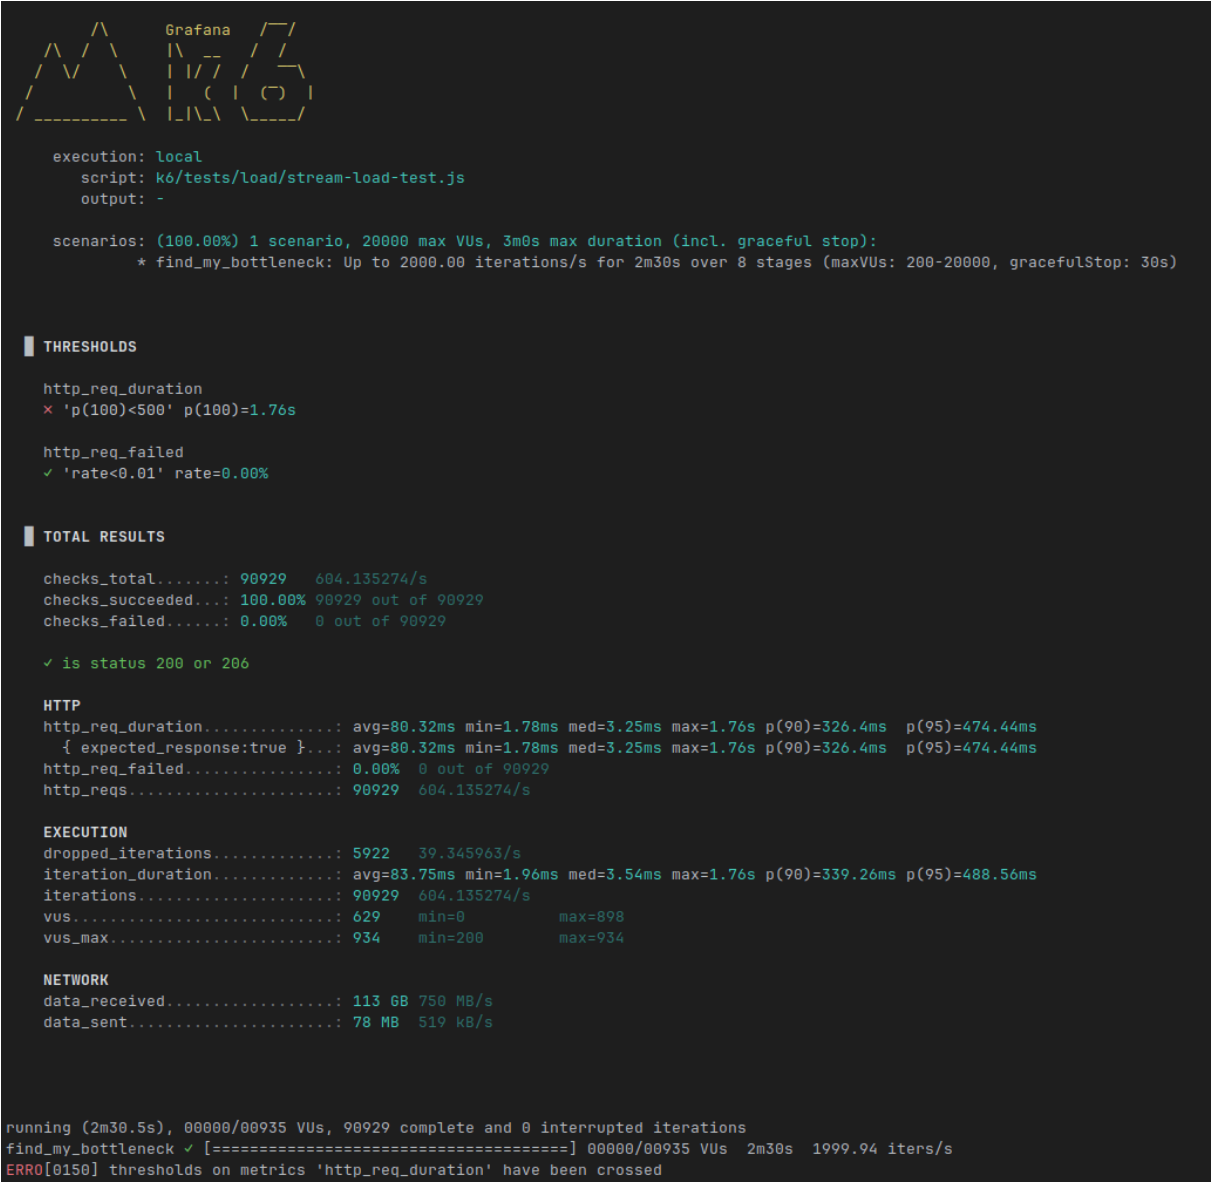 /\      Grafana   /‾‾/
    /\  /  \     |\  __   /  /
   /  \/    \    | |/ /  /   ‾‾\
  /          \   |   (  |  (‾)  |
 / __________ \  |_|\_\  \_____/
     execution: local
        script: k6/tests/load/stream-load-test.js
        output: -
     scenarios: (100.00%) 1 scenario, 20000 max VUs, 3m0s max duration (incl. graceful stop):
              * find_my_bottleneck: Up to 2000.00 iterations/s for 2m30s over 8 stages (maxVUs: 200-20000, gracefulStop: 30s)
  █ THRESHOLDS
    http_req_duration
    ✗ 'p(100)<500' p(100)=1.76s
    http_req_failed
    ✓ 'rate<0.01' rate=0.00%
  █ TOTAL RESULTS
    checks_total.......: 90929   604.135274/s
    checks_succeeded...: 100.00% 90929 out of 90929
    checks_failed......: 0.00%   0 out of 90929
    ✓ is status 200 or 206
    HTTP
    http_req_duration..............: avg=80.32ms min=1.78ms med=3.25ms max=1.76s p(90)=326.4ms  p(95)=474.44ms
      { expected_response:true }...: avg=80.32ms min=1.78ms med=3.25ms max=1.76s p(90)=326.4ms  p(95)=474.44ms
    http_req_failed................: 0.00%  0 out of 90929
    http_reqs......................: 90929  604.135274/s
    EXECUTION
    dropped_iterations.............: 5922   39.345963/s
    iteration_duration.............: avg=83.75ms min=1.96ms med=3.54ms max=1.76s p(90)=339.26ms p(95)=488.56ms
    iterations.....................: 90929  604.135274/s
    vus............................: 629    min=0          max=898
    vus_max........................: 934    min=200        max=934
    NETWORK
    data_received..................: 113 GB 750 MB/s
    data_sent......................: 78 MB  519 kB/s
running (2m30.5s), 00000/00935 VUs, 90929 complete and 0 interrupted iterations
find_my_bottleneck ✓ [======================================] 00000/00935 VUs  2m30s  1999.94 iters/s
ERRO[0150] thresholds on metrics 'http_req_duration' have been crossed